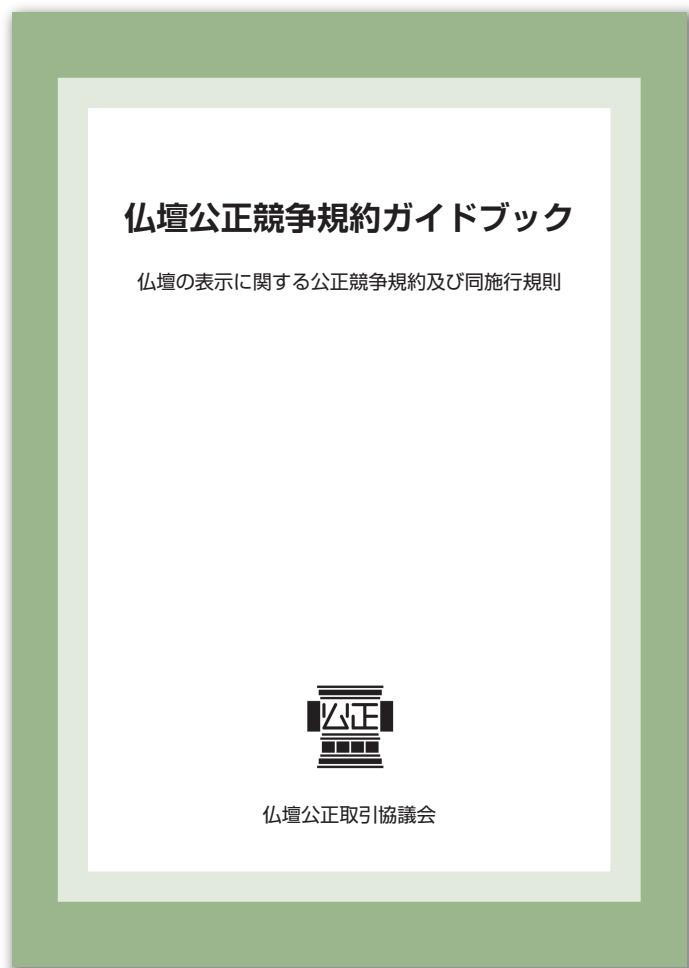 仏壇公正競争規約ガイドブック
仏壇の表示に関する公正競争規約及び同施行規則
公正
仏壇公正取引協議会